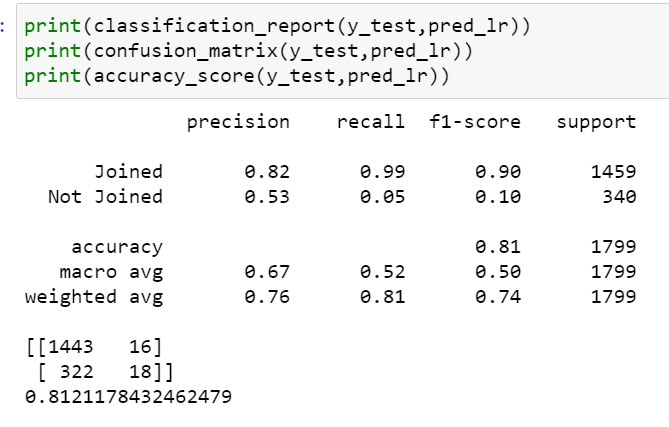 : print(classification_report(y_test,pred_lr))
print(confusion_matrix(y_test,pred_lr))
print(accuracy_score(y_test,pred_lr))
precision recall f1-score support
Joined 0.82 0.99 0.90 1459
Not Joined 0.53 0.05 0.10 340
accuracy 0.81 1799
macro avg 0.67 0.52 0.50 1799
weighted avg 0.76 0.81 0.74 1799
[[1443 16]
[ 322 18]]
0.8121178432462479